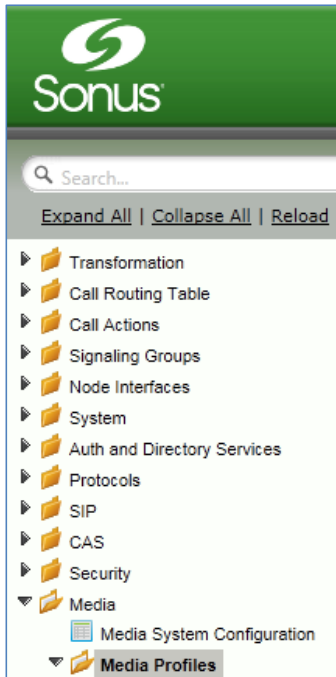 Sonus
Search...
Expand All | Collapse All | Reload
Transformation
Call Routing Table
Call Actions
Signaling Groups
Node Interfaces
System
Auth and Directory Services
Protocols
SIP
CAS
Security
Media
Media System Configuration
Media Profiles